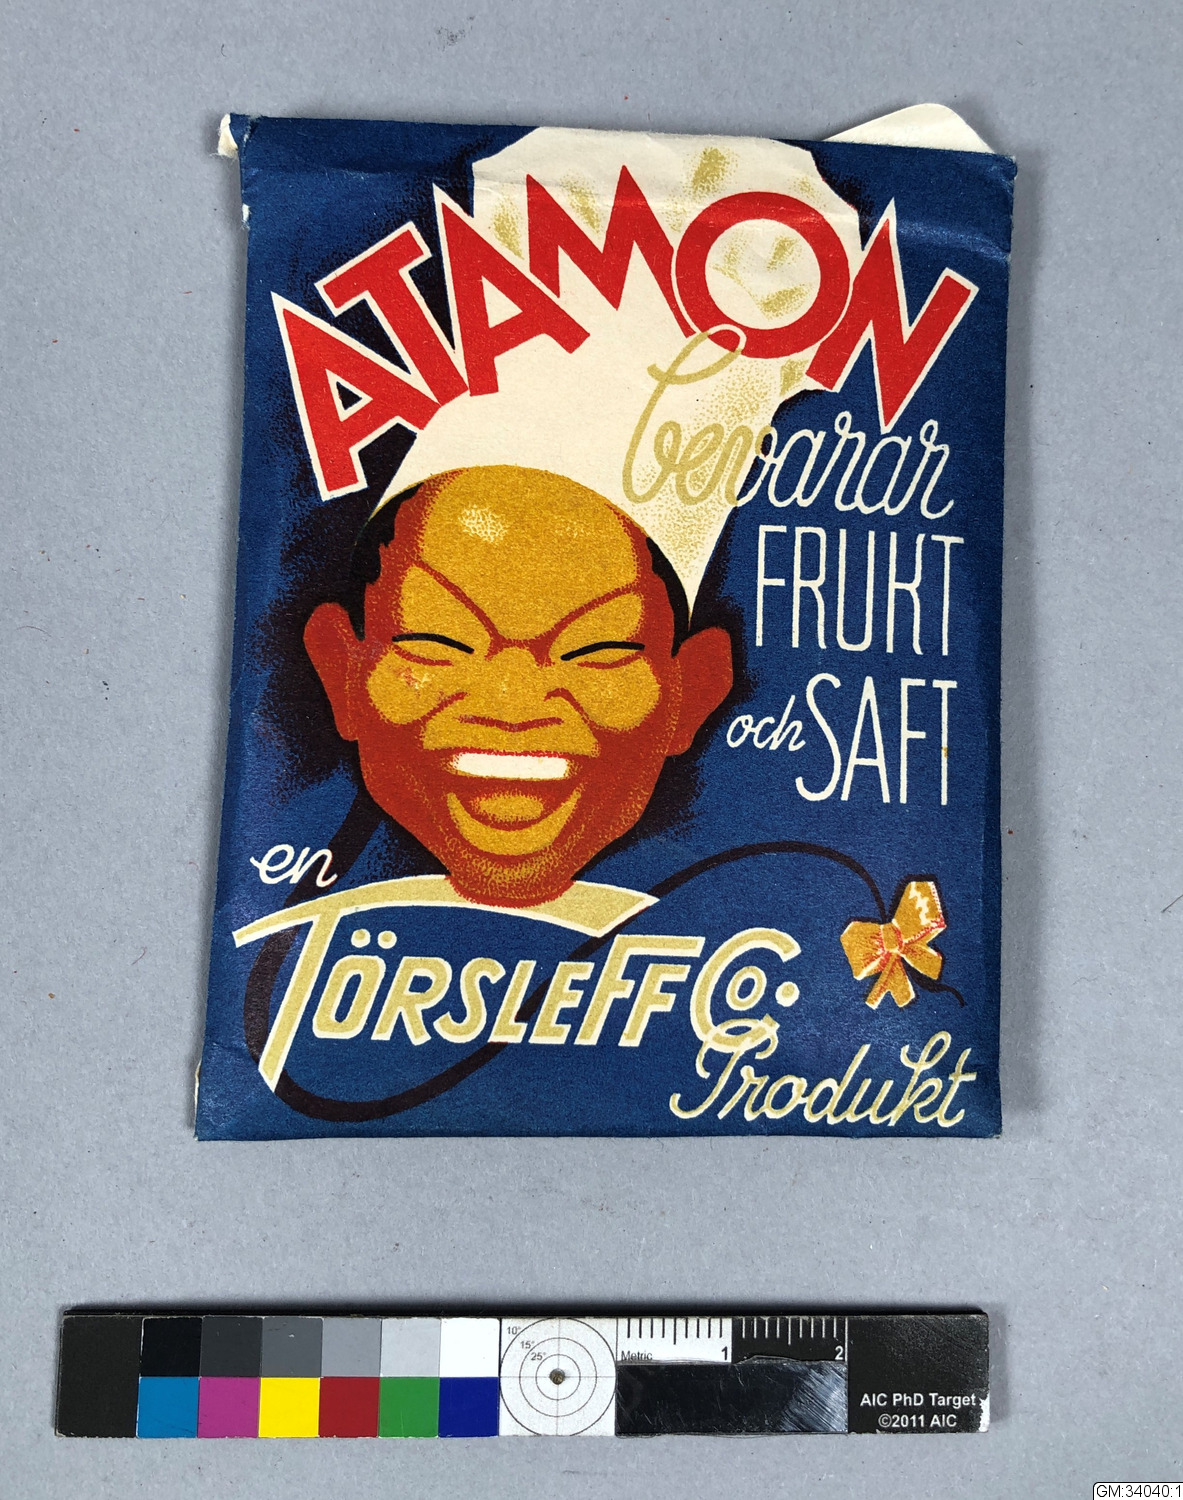 ATAMON
bevarar
FRUKT
och SAFT
en
TÖRSLEFF & Co:
Produkt
10°
15°
25°
Metric 1 2
AIC PhD Target
©2011 AIC
GM:34040:1